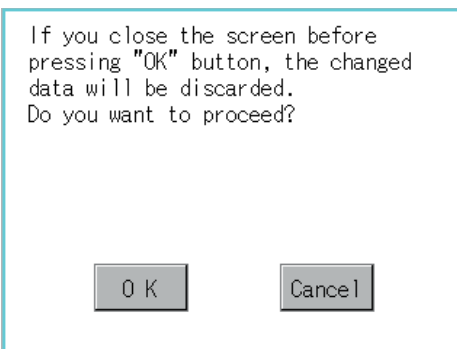 If you close the screen before
pressing "OK" button, the changed
data will be discarded.
Do you want to proceed?
O K
Cancel